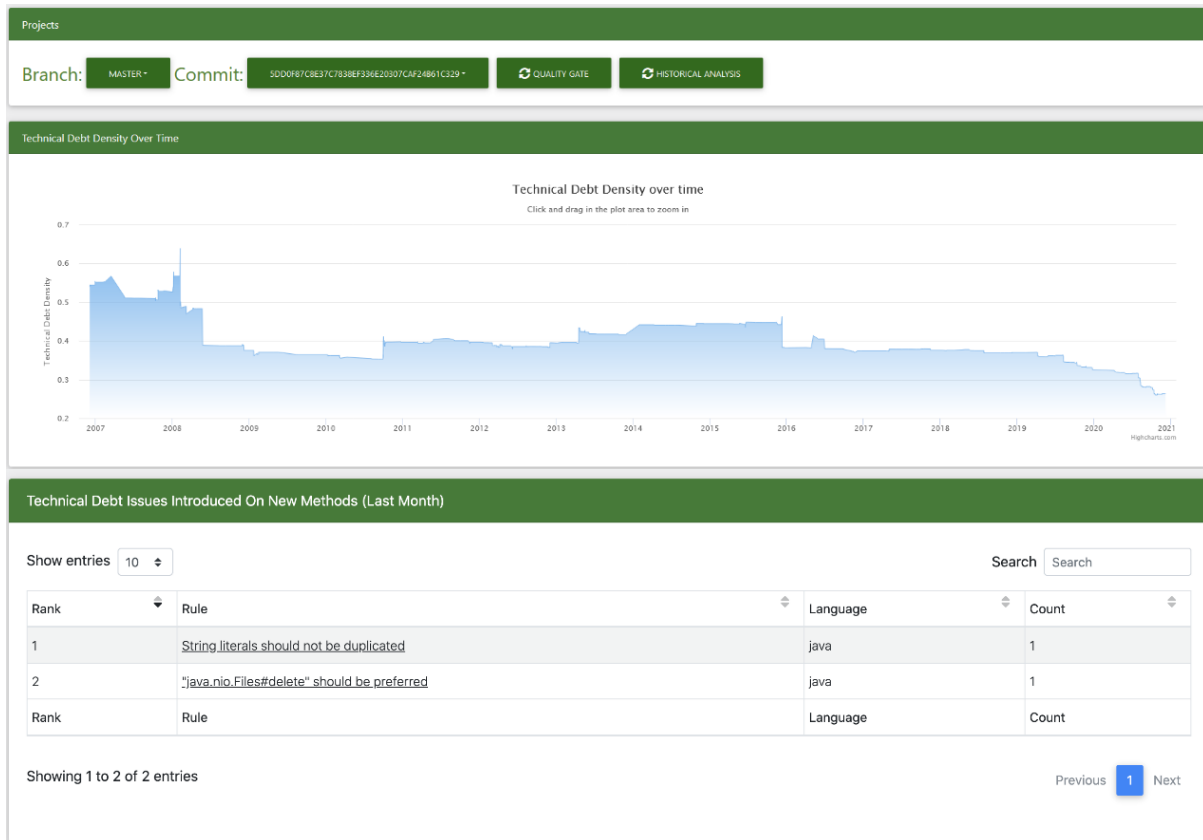 Projects
Branch: MASTER Commit: 5DD0F87C8E37C7838EF336E20307CAF24B61C329 QUALITY GATE HISTORICAL ANALYSIS
Technical Debt Density Over Time
Technical Debt Density over time
Click and drag in the plot area to zoom in
Technical Debt Density
0.7
0.6
0.5
0.4
0.3
0.2
2007 2008 2009 2010 2011 2012 2013 2014 2015 2016 2017 2018 2019 2020 2021
Highcharts.com
Technical Debt Issues Introduced On New Methods (Last Month)
Show entries 10 Search Search
Rank Rule Language Count
1 String literals should not be duplicated java 1
2 "java.nio.Files#delete" should be preferred java 1
Rank Rule Language Count
Showing 1 to 2 of 2 entries Previous 1 Next